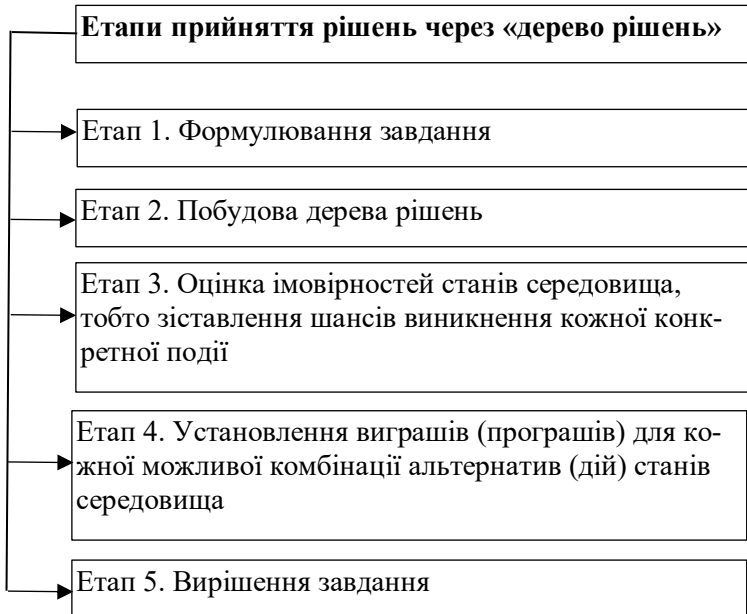 Етапи прийняття рішень через «дерево рішень»
Етап 1. Формулювання завдання
Етап 2. Побудова дерева рішень
Етап 3. Оцінка імовірностей станів середовища,
тобто зіставлення шансів виникнення кожної конк-
ретної події
Етап 4. Установлення виграшів (програшів) для ко-
жної можливої комбінації альтернатив (дій) станів
середовища
Етап 5. Вирішення завдання